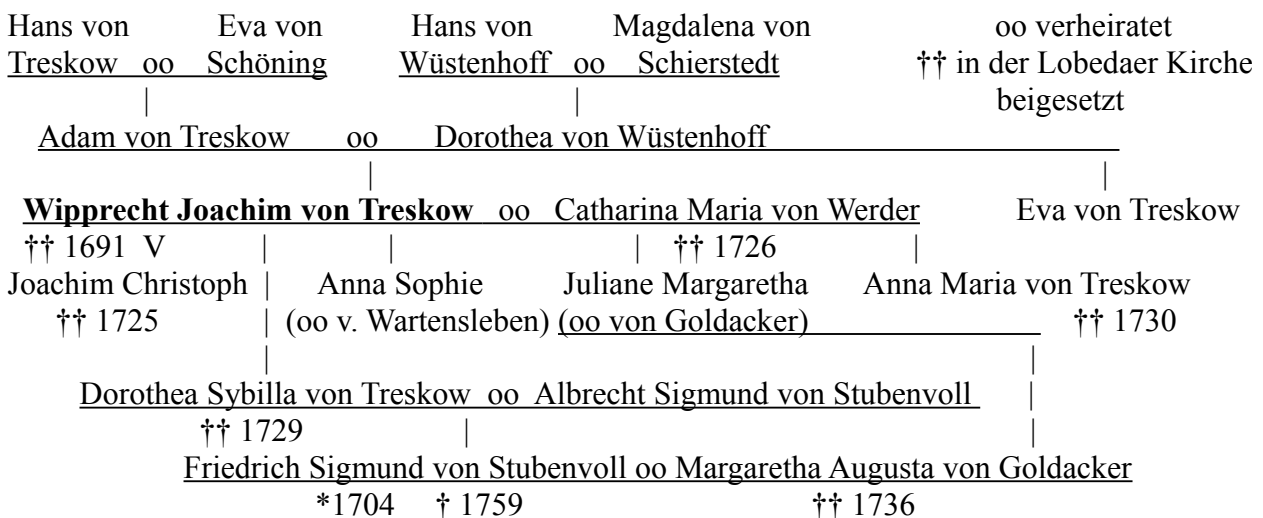 Hans von Eva von Hans von Magdalena von oo verheiratet
Treskow oo Schöning Wüstenhoff oo Schierstedt †† in der Lobedaer Kirche
| | beigesetzt
Adam von Treskow oo Dorothea von Wüstenhoff
| |
Wipprecht Joachim von Treskow oo Catharina Maria von Werder Eva von Treskow
†† 1691 V | | | †† 1726 |
Joachim Christoph | Anna Sophie Juliane Margaretha Anna Maria von Treskow
†† 1725 | (oo v. Wartensleben) (oo von Goldacker) †† 1730
| |
Dorothea Sybilla von Treskow oo Albrecht Sigmund von Stubenvoll |
†† 1729 | |
Friedrich Sigmund von Stubenvoll oo Margaretha Augusta von Goldacker
*1704 † 1759 †† 1736